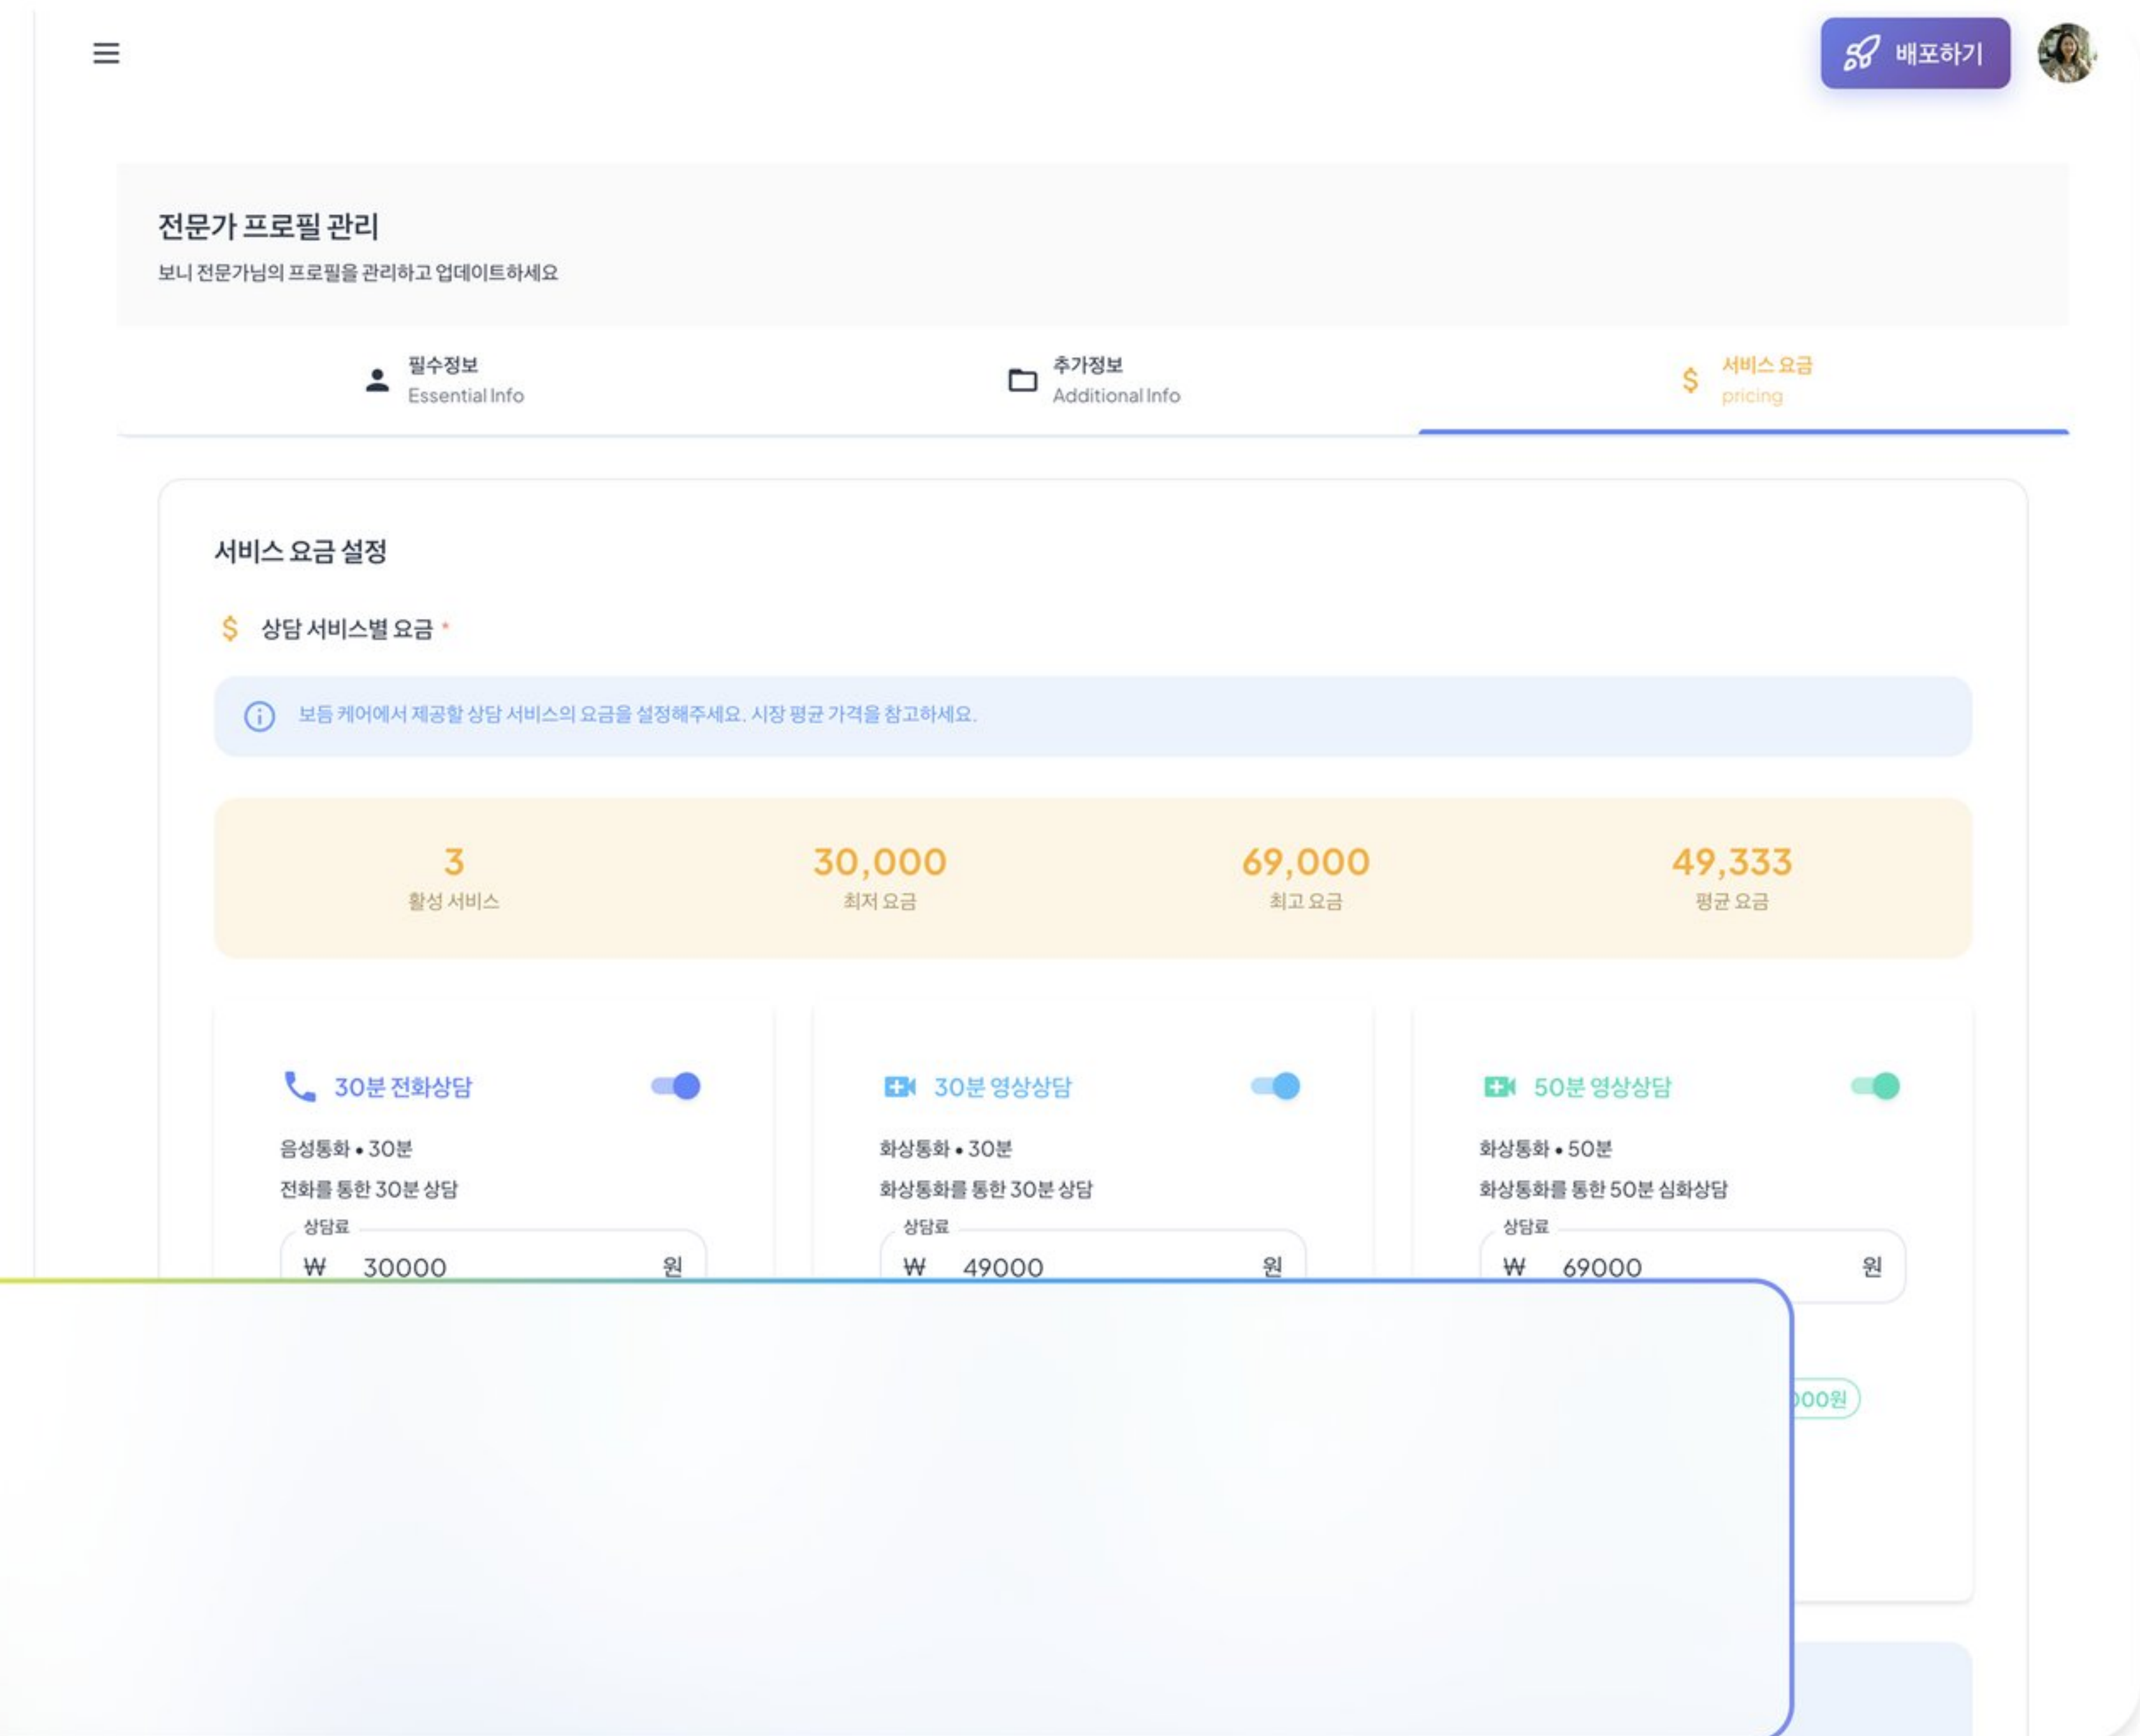 배포하기
전문가 프로필 관리
보니 전문가님의 프로필을 관리하고 업데이트하세요
필수정보
Essential Info
추가정보
Additional Info
서비스 요금
pricing
서비스 요금 설정
상담 서비스별 요금 *
보듬 케어에서 제공할 상담 서비스의 요금을 설정해주세요. 시장 평균 가격을 참고하세요.
3
활성 서비스
30,000
최저 요금
69,000
최고 요금
49,333
평균 요금
30분 전화상담
음성통화 • 30분
전화를 통한 30분 상담
상담료
₩ 30000 원
30분 영상상담
화상통화 • 30분
화상통화를 통한 30분 상담
상담료
₩ 49000 원
50분 영상상담
화상통화 • 50분
화상통화를 통한 50분 심화상담
상담료
₩ 69000 원